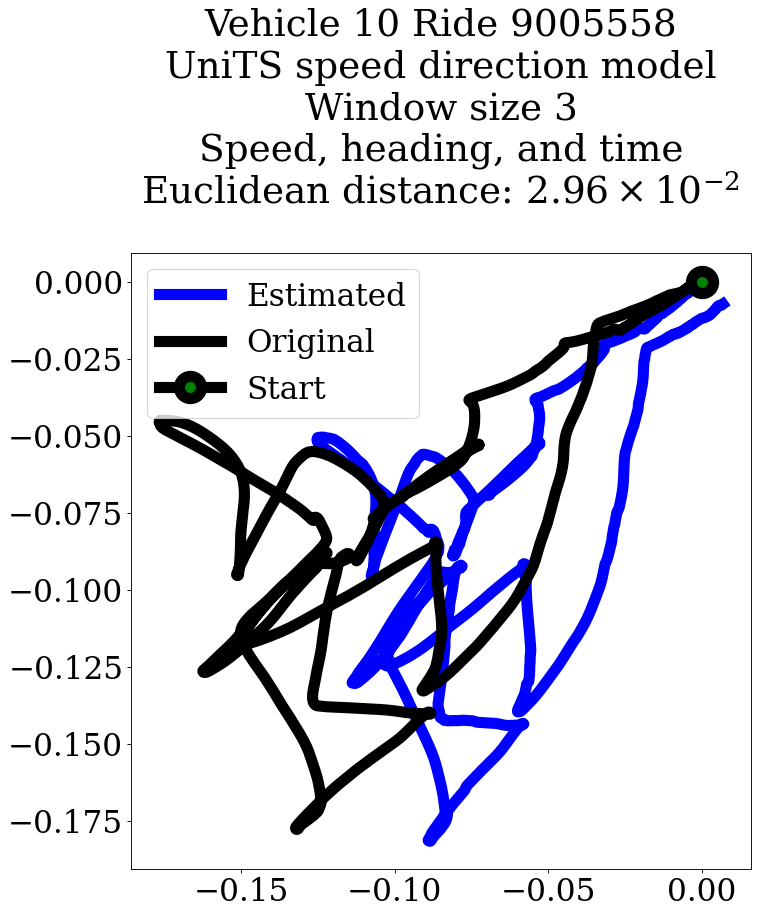 Vehicle 10 Ride 9005558
UniTS speed direction model
Window size 3
Speed, heading, and time
Euclidean distance: 2.96 × 10⁻²
Estimated
Original
Start
0.000
−0.025
−0.050
−0.075
−0.100
−0.125
−0.150
−0.175
−0.15 −0.10 −0.05 0.00